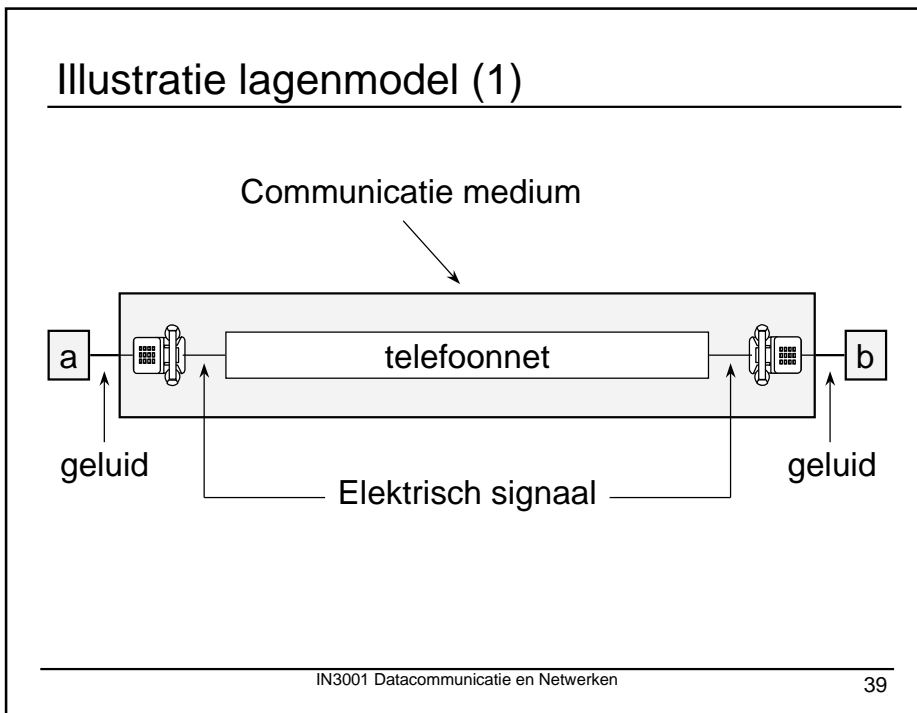 Illustratie lagenmodel (1)
Communicatie medium
a
telefoonnet
b
geluid
geluid
Elektrisch signaal
IN3001 Datacommunicatie en Netwerken
39